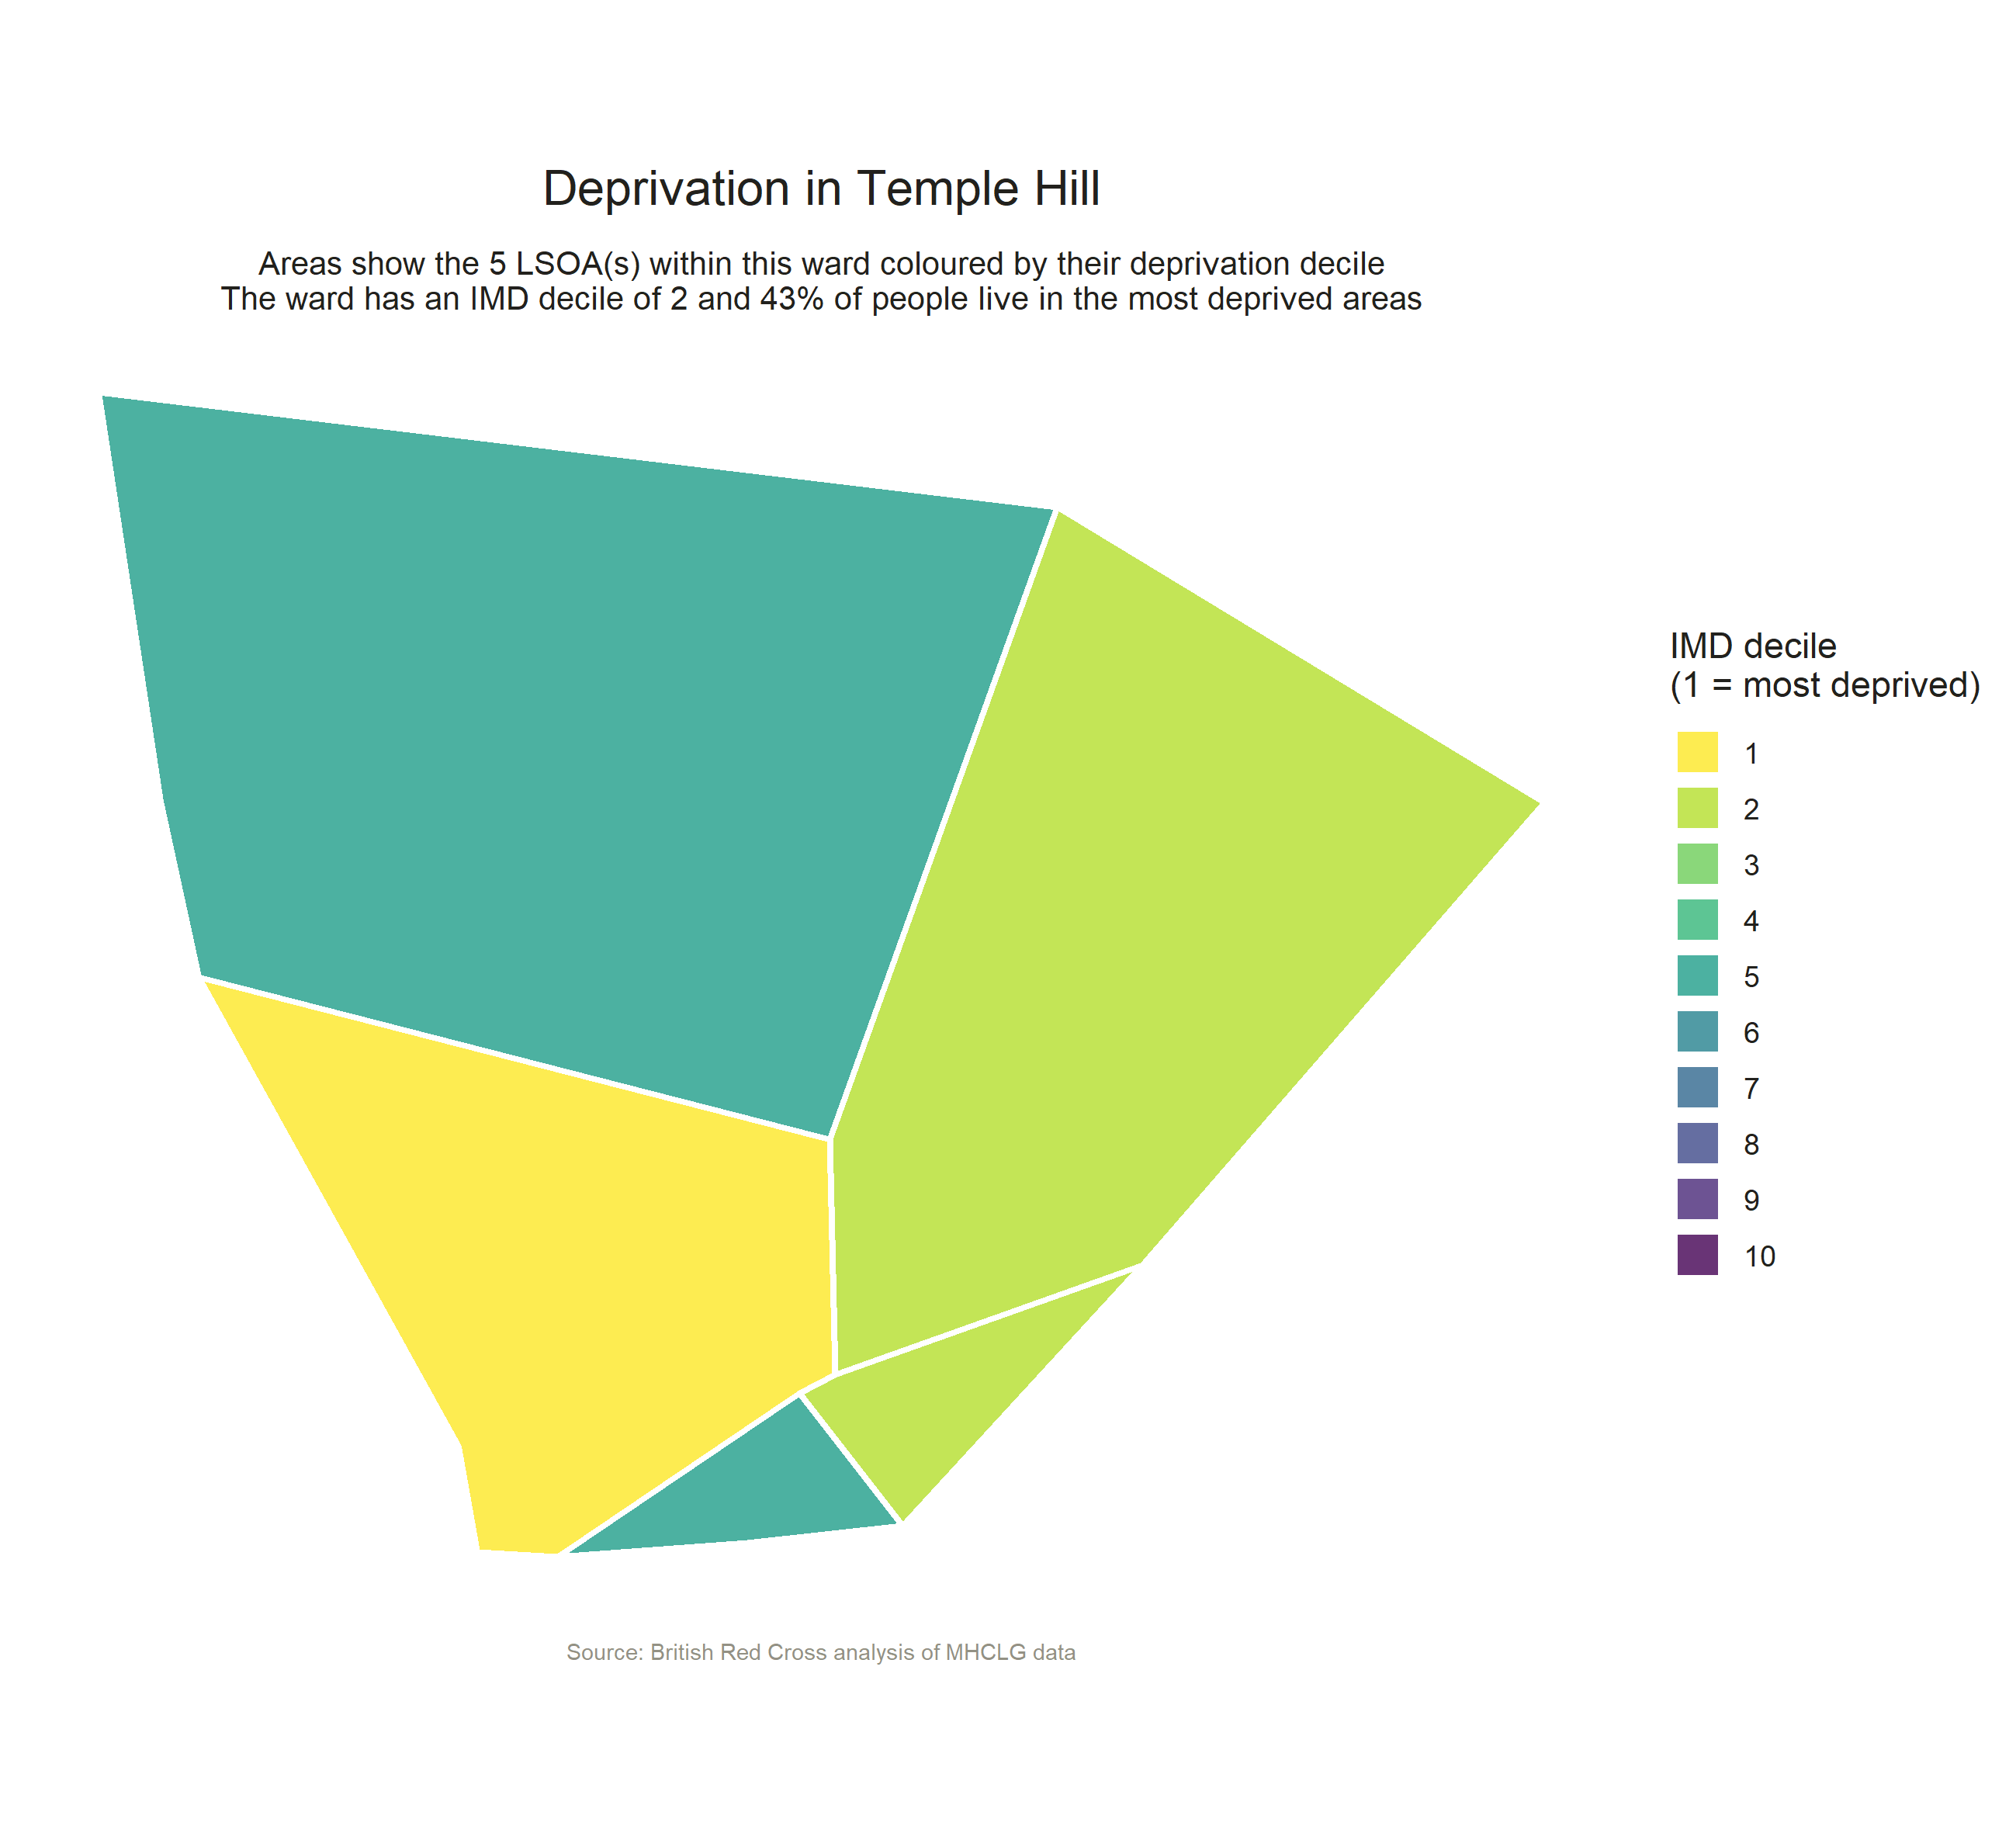 Deprivation in Temple Hill
Areas show the 5 LSOA(s) within this ward coloured by their deprivation decile
The ward has an IMD decile of 2 and 43% of people live in the most deprived areas
IMD decile
(1 = most deprived)
1
2
3
4
5
6
7
8
9
10
Source: British Red Cross analysis of MHCLG data